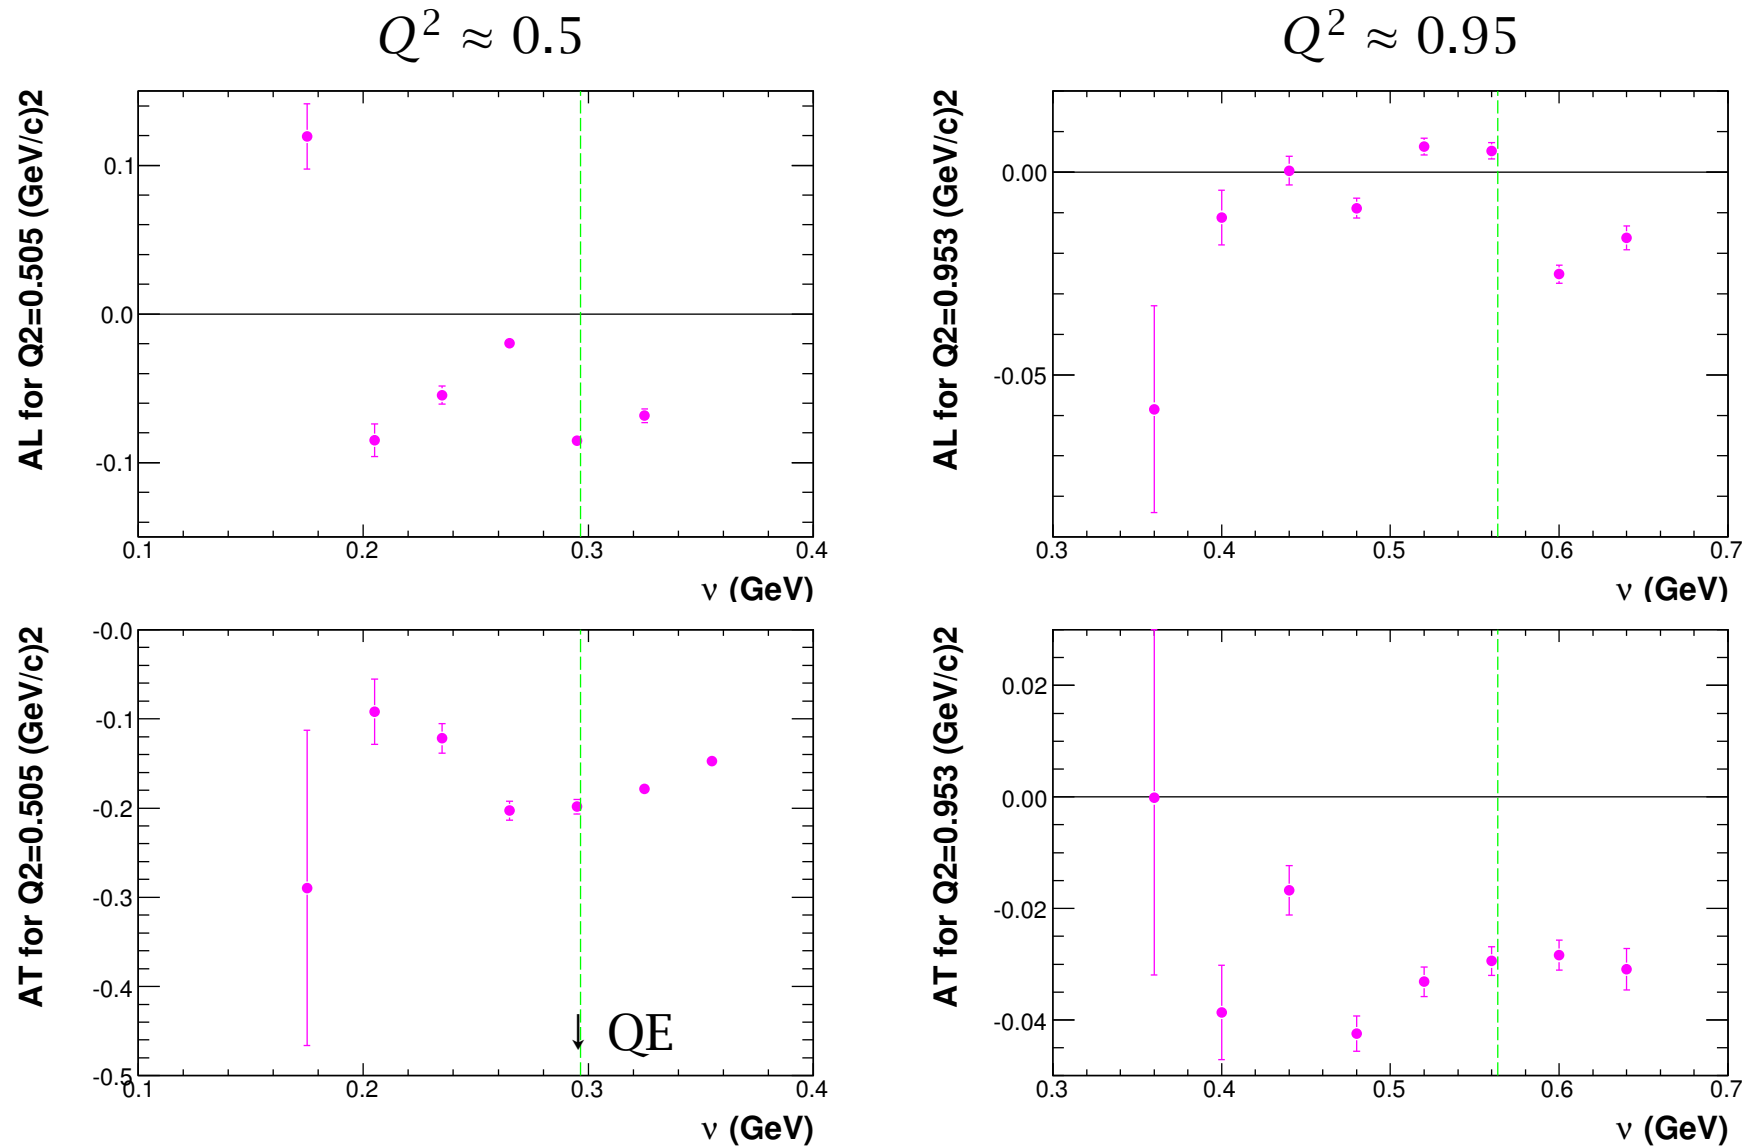 Q² ≈ 0.5
Q² ≈ 0.95
AL for Q2=0.505 (GeV/c)2
0.1
0.0
-0.1
0.1 0.2 0.3 0.4
ν (GeV)
AL for Q2=0.953 (GeV/c)2
0.00
-0.05
0.3 0.4 0.5 0.6 0.7
ν (GeV)
AT for Q2=0.505 (GeV/c)2
-0.0
-0.1
-0.2
-0.3
-0.4
-0.5
QE
0.1 0.2 0.3 0.4
ν (GeV)
AT for Q2=0.953 (GeV/c)2
0.02
0.00
-0.02
-0.04
0.3 0.4 0.5 0.6 0.7
ν (GeV)